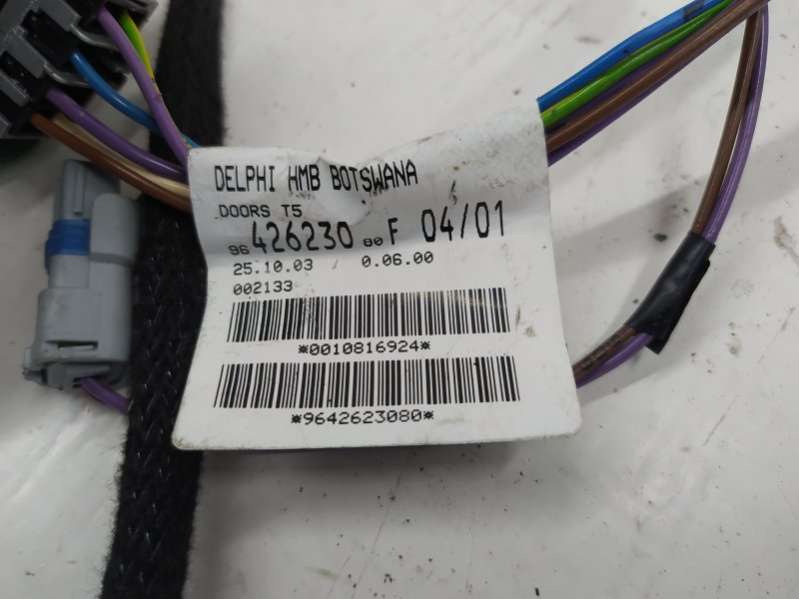 DELPHI HMB BOTSWANA
DOORS T5
96 426230 80 F 04/01
25.10.03 0.06.00
002133
*0010816924*
*9642623080*